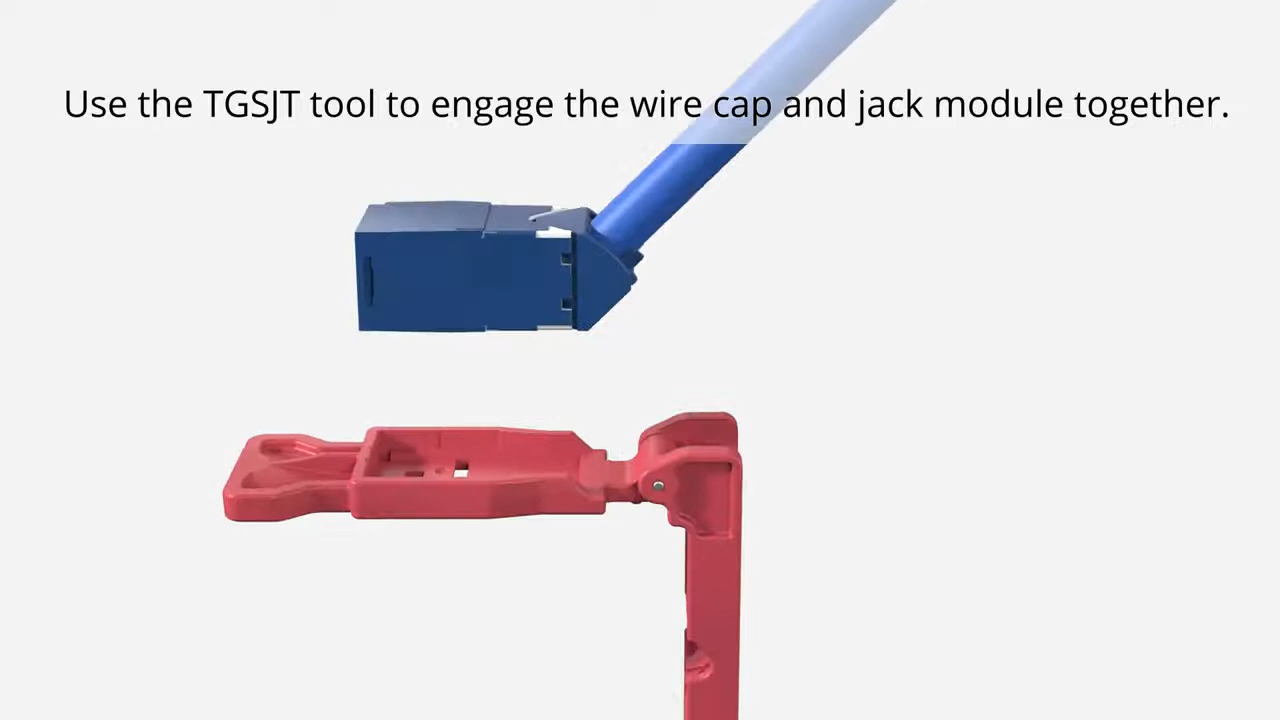 Use the TGSJT tool to engage the wire cap and jack module together.